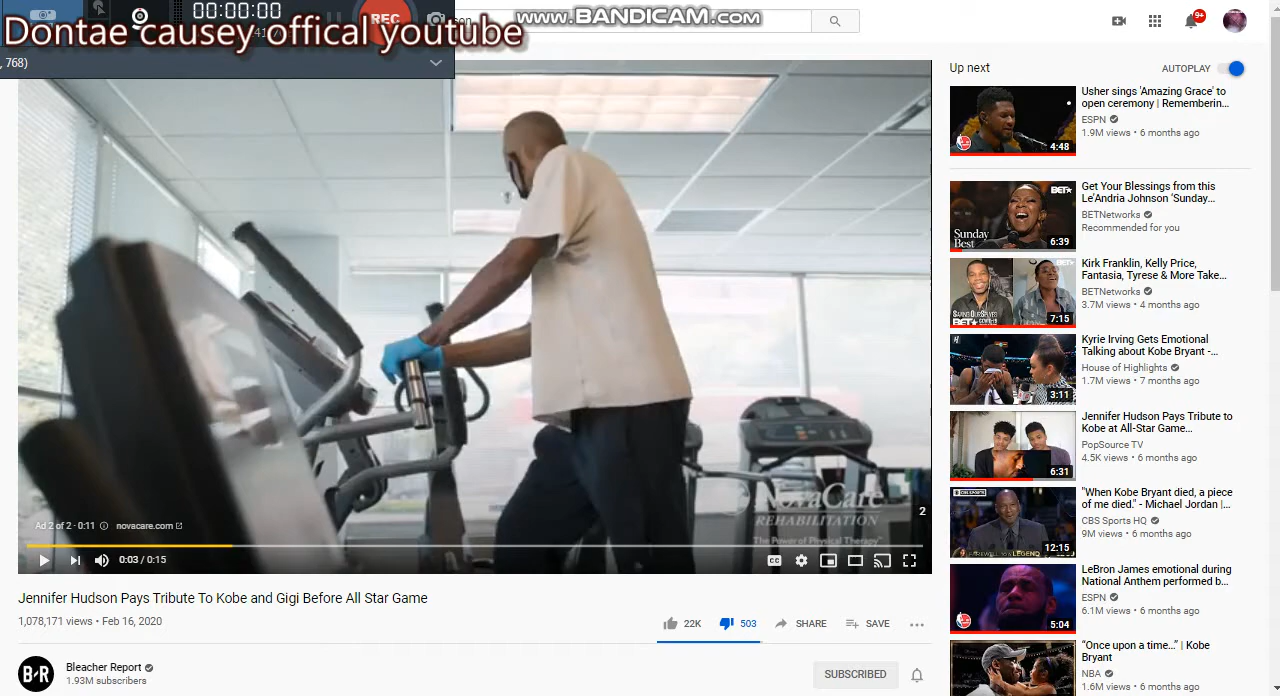 00:00:00
REC
son
www.BANDICAM.com
Dontae causey offical youtube
, 768)
9+
Up next
AUTOPLAY
Usher sings 'Amazing Grace' to
open ceremony | Rememberin...
ESPN
1.9M views • 6 months ago
4:48
Get Your Blessings from this
Le'Andria Johnson 'Sunday...
BETNetworks
Recommended for you
BET★
Sunday
Best
6:39
Kirk Franklin, Kelly Price,
Fantasia, Tyrese & More Take...
BETNetworks
3.7M views • 4 months ago
BET★
7:15
Kyrie Irving Gets Emotional
Talking about Kobe Bryant -...
House of Highlights
1.7M views • 7 months ago
3:11
Jennifer Hudson Pays Tribute to
Kobe at All-Star Game...
PopSource TV
4.5K views • 6 months ago
6:31
"When Kobe Bryant died, a piece
of me died." - Michael Jordan |...
CBS Sports HQ
9M views • 6 months ago
CBS SPORTS
12:15
LeBron James emotional during
National Anthem performed b...
ESPN
6.1M views • 6 months ago
5:04
"Once upon a time..." | Kobe
Bryant
NBA
1.6M views • 6 months ago
NovaCare
REHABILITATION
The Power of Physical Therapy™
2
Ad 2 of 2 · 0:11
novacare.com
0:03 / 0:15
CC
Jennifer Hudson Pays Tribute To Kobe and Gigi Before All Star Game
1,078,171 views • Feb 16, 2020
22K
503
SHARE
SAVE
B/R
Bleacher Report
1.93M subscribers
SUBSCRIBED